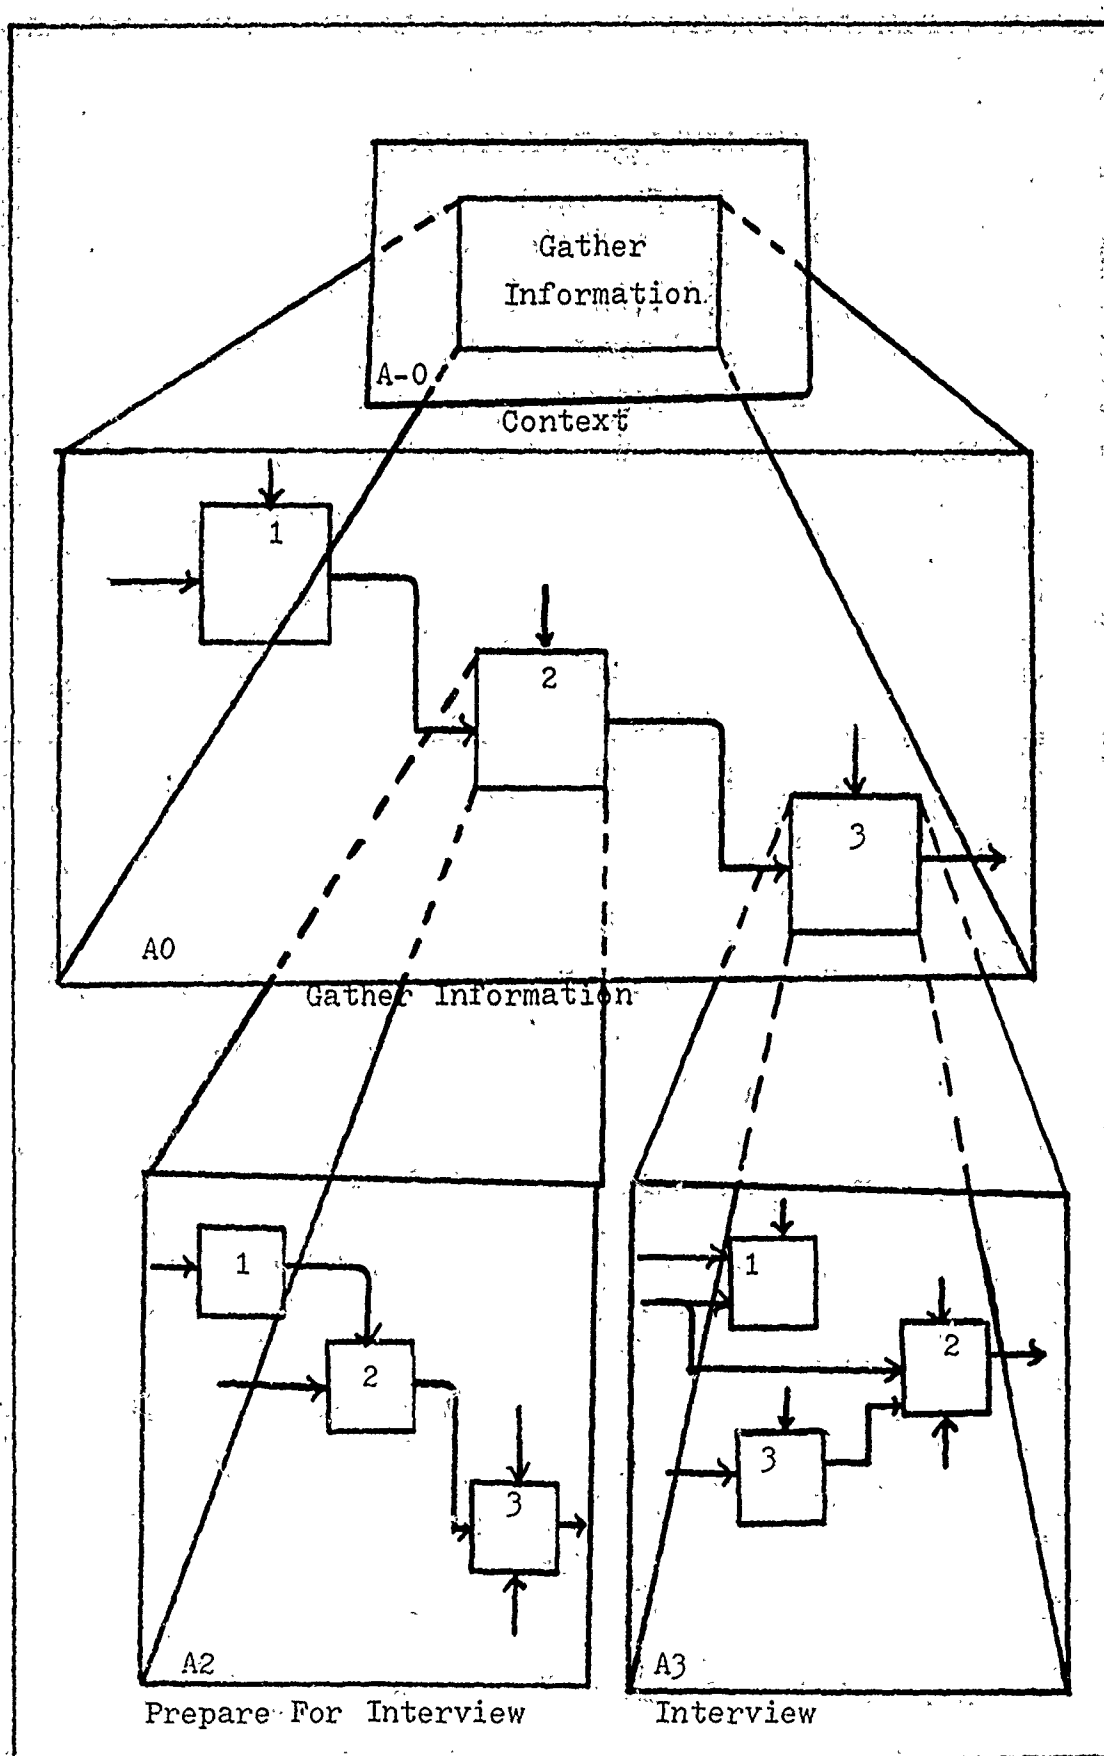 Gather
Information
A-0
Context
1
2
3
A0
Gather Information
1
2
3
A2
Prepare For Interview
1
2
3
A3
Interview